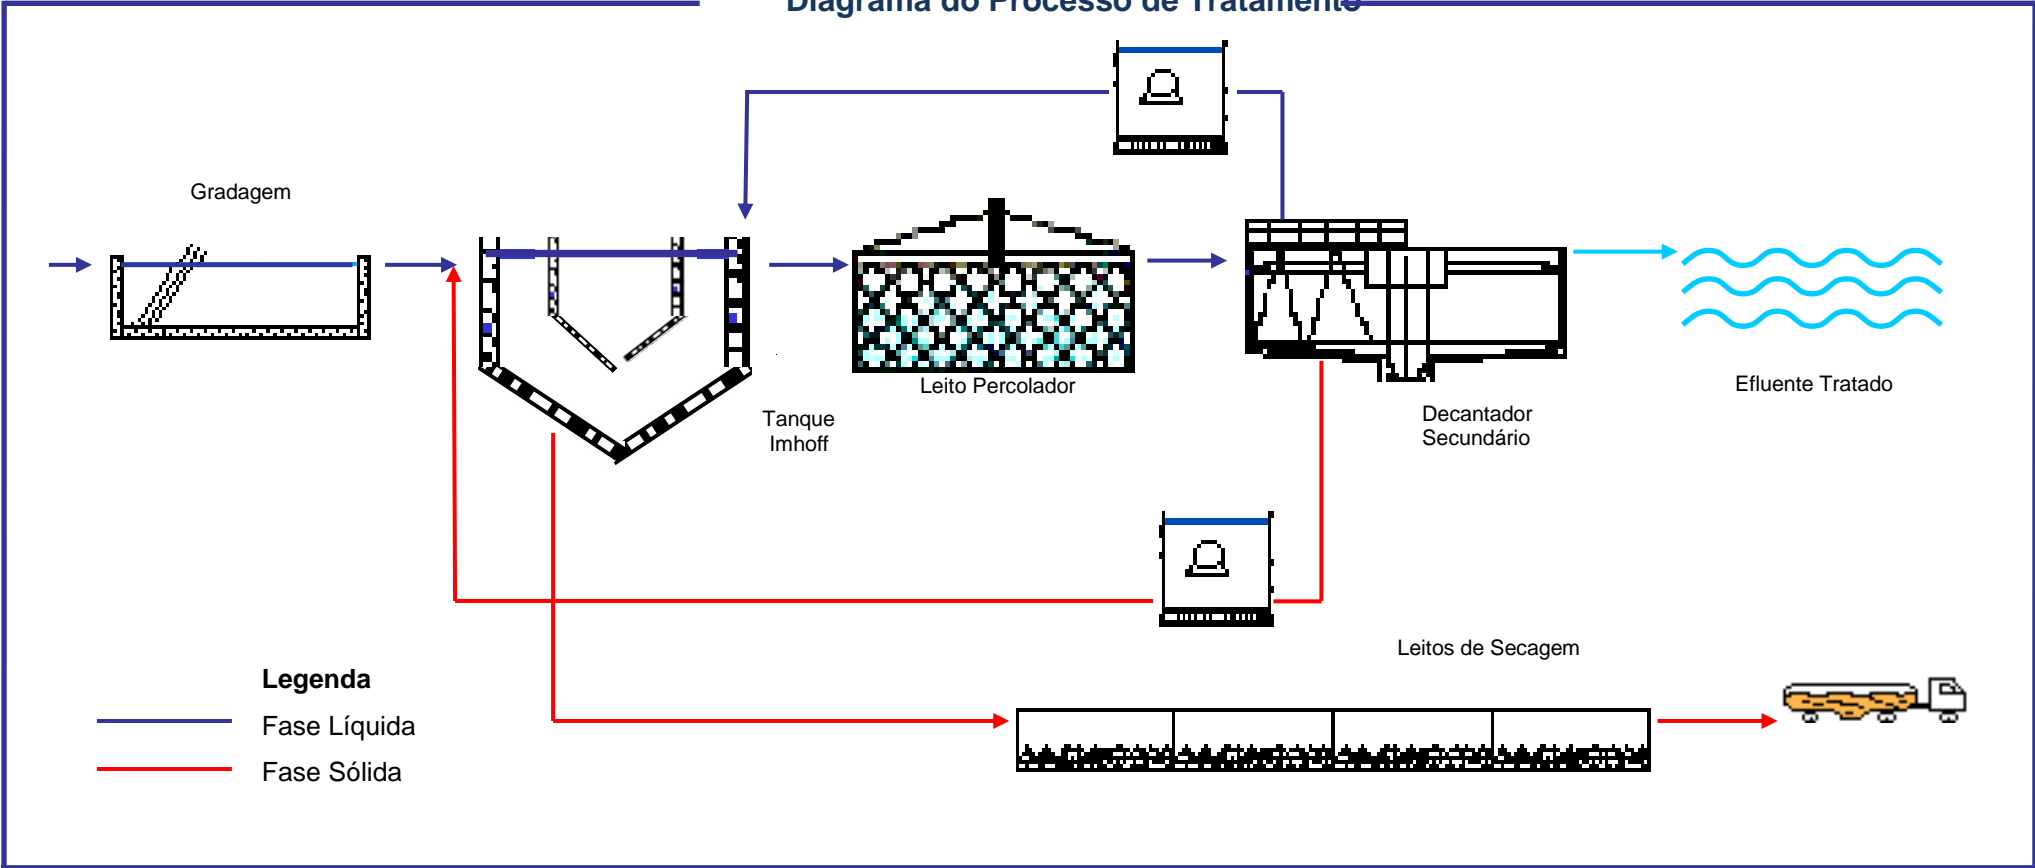 Diagrama do Processo de Tratamento
Gradagem
Tanque
Imhoff
Leito Percolador
Decantador
Secundário
Efluente Tratado
Leitos de Secagem
Legenda
Fase Líquida
Fase Sólida